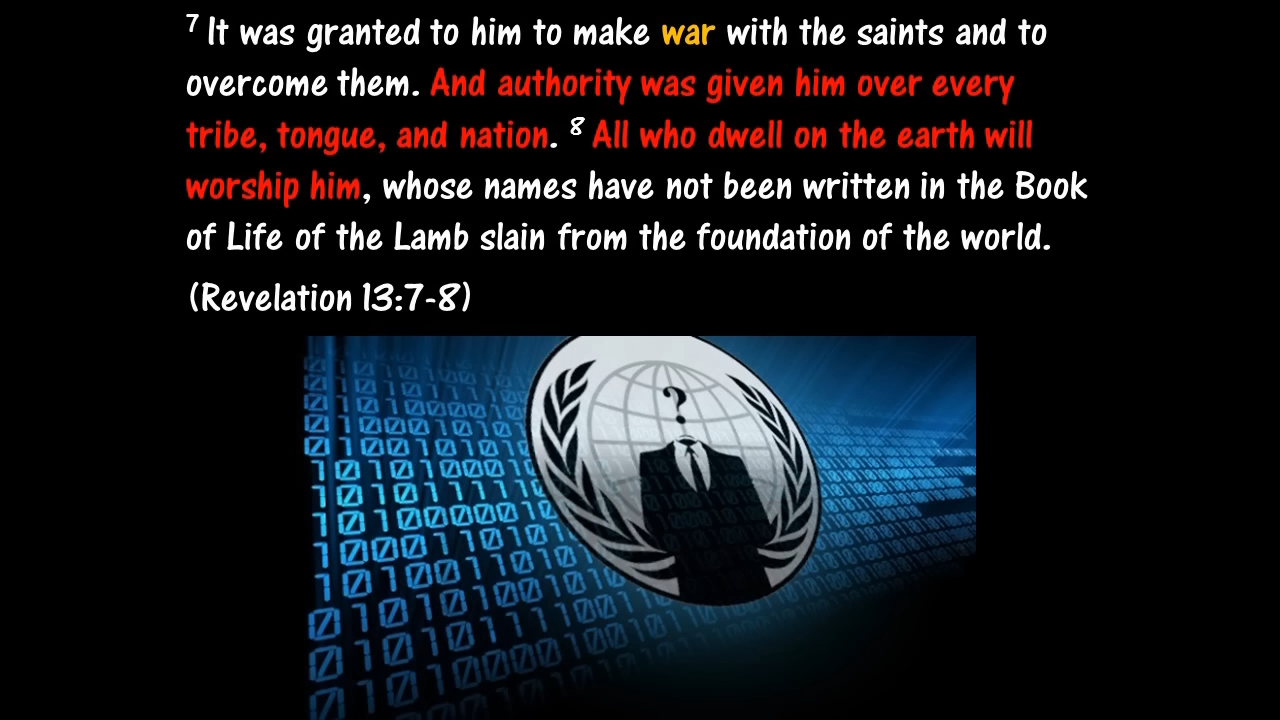 7 It was granted to him to make war with the saints and to
overcome them. And authority was given him over every
tribe, tongue, and nation. 8 All who dwell on the earth will
worship him, whose names have not been written in the Book
of Life of the Lamb slain from the foundation of the world.
(Revelation 13:7-8)
?